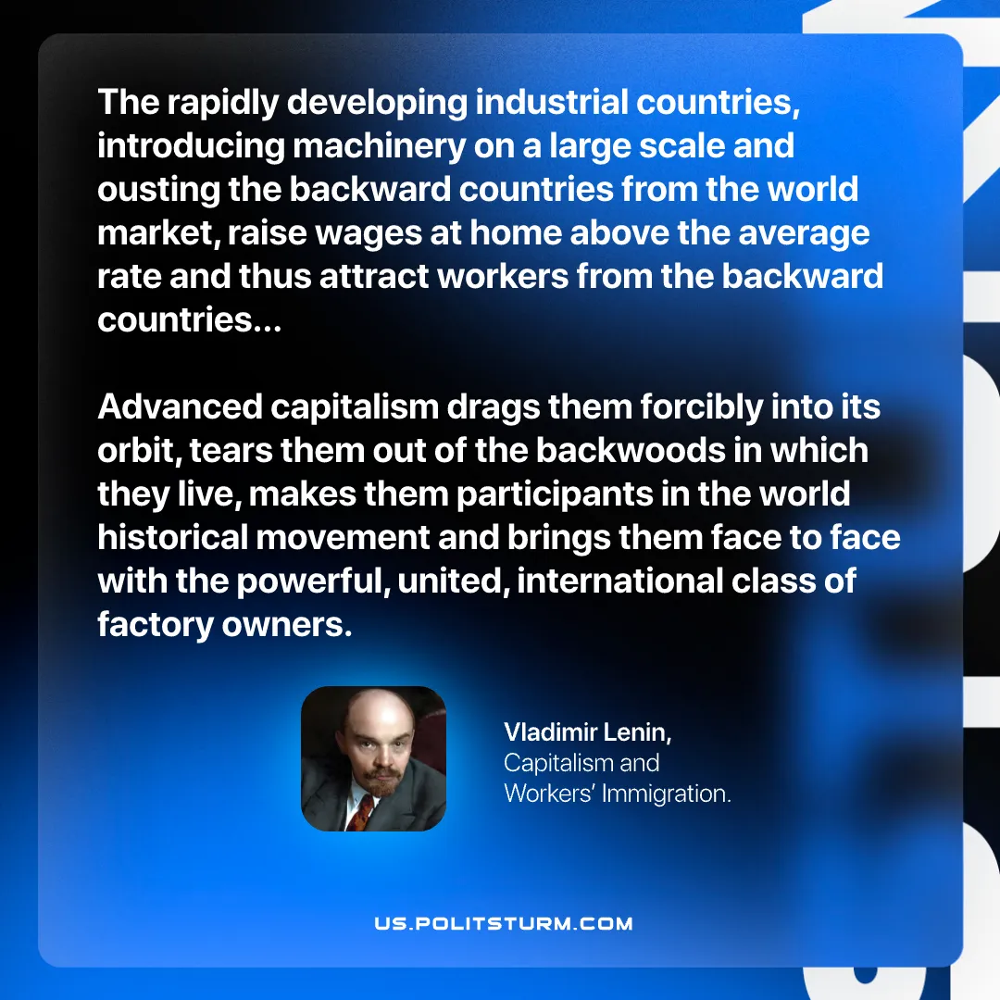 The rapidly developing industrial countries,
introducing machinery on a large scale and
ousting the backward countries from the world
market, raise wages at home above the average
rate and thus attract workers from the backward
countries...
Advanced capitalism drags them forcibly into its
orbit, tears them out of the backwoods in which
they live, makes them participants in the world
historical movement and brings them face to face
with the powerful, united, international class of
factory owners.
Vladimir Lenin,
Capitalism and
Workers’ Immigration.
US.POLITSTURM.COM